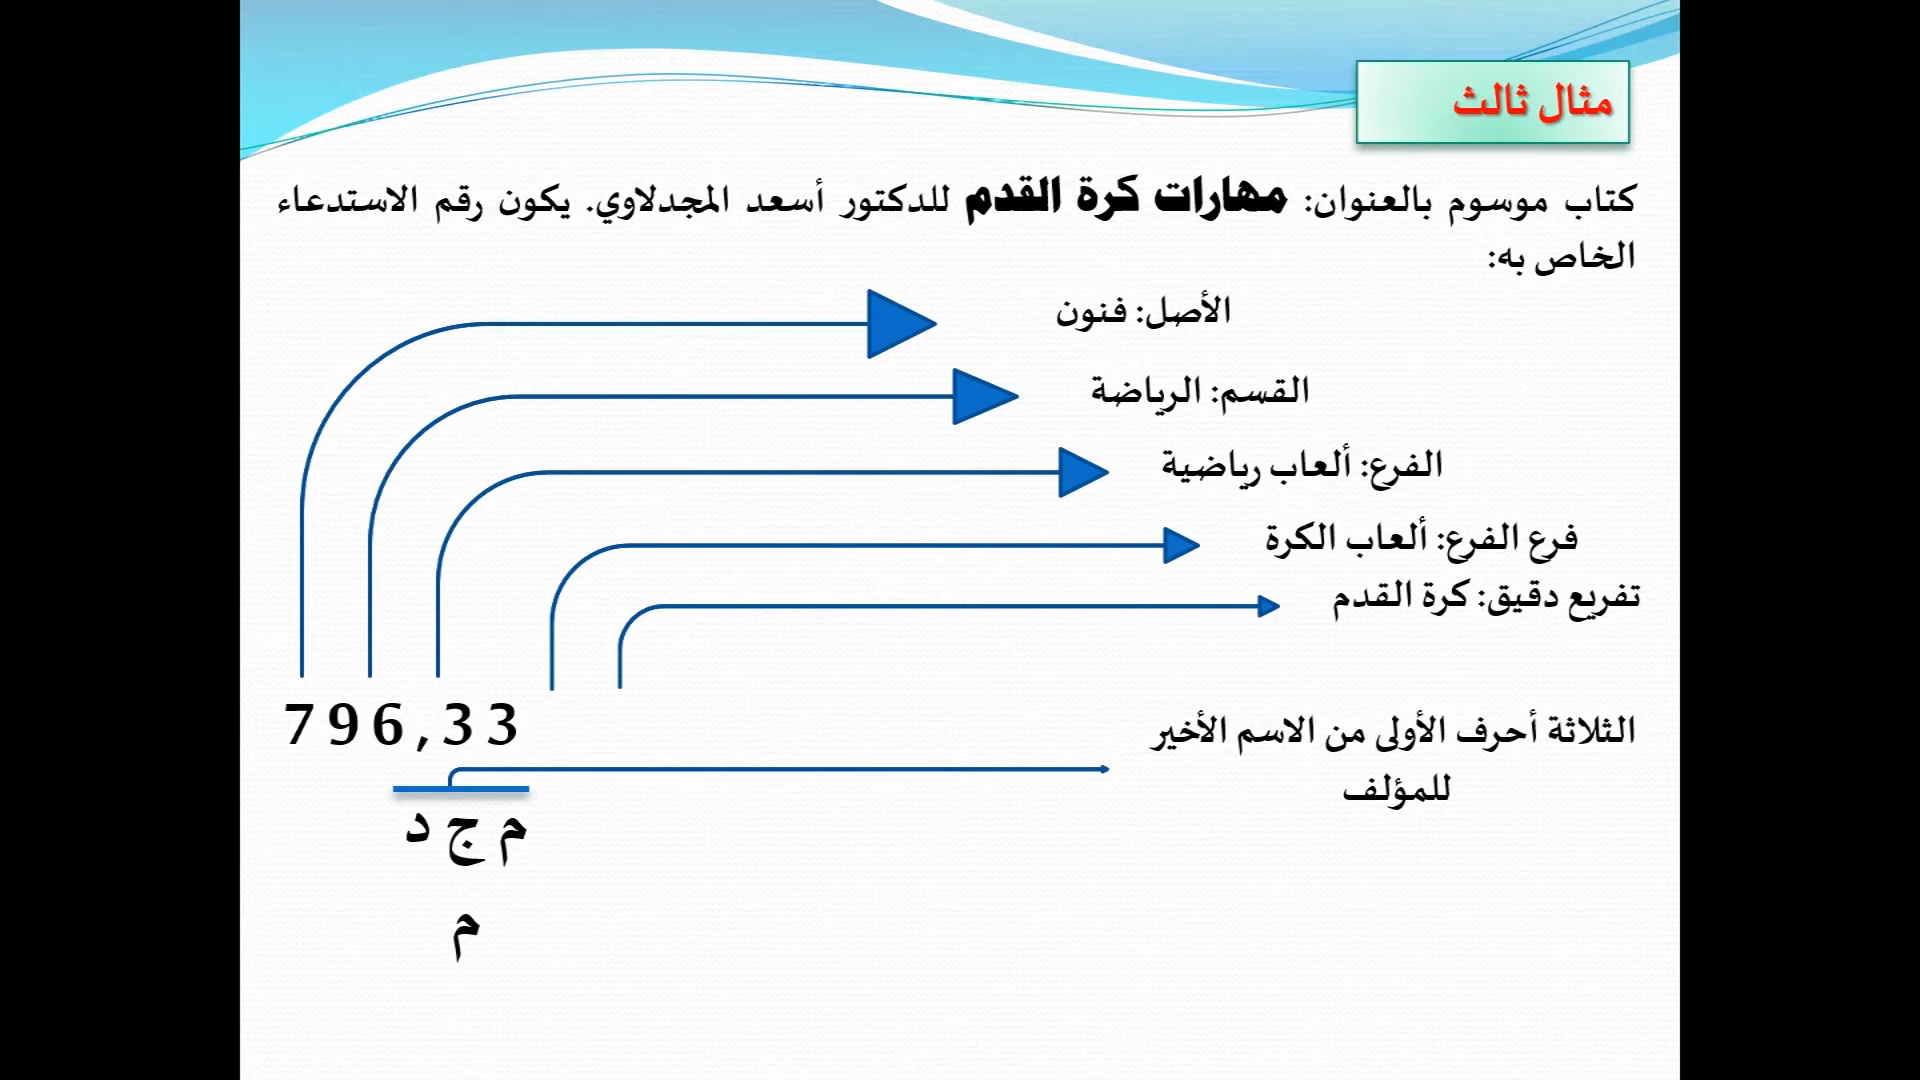 مثال ثالث
كتاب موسوم بالعنوان: مهارات كرة القدم للدكتور أسعد المجدلاوي. يكون رقم الاستدعاء
الخاص به:
الأصل: فنون
القسم: الرياضة
الفرع: ألعاب رياضية
فرع الفرع: ألعاب الكرة
تفريع دقيق: كرة القدم
796,33
الثلاثة أحرف الأولى من الاسم الأخير
للمؤلف
م ج د
م